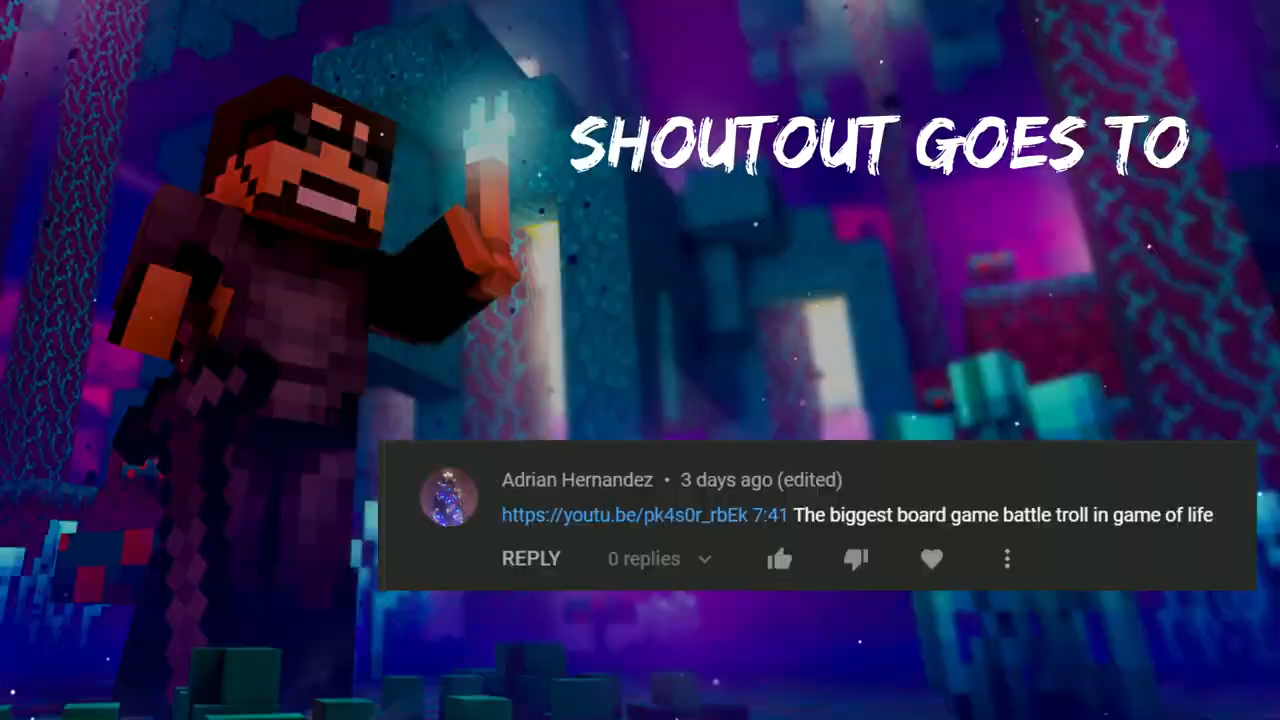 SHOUTOUT GOES TO
Adrian Hernandez • 3 days ago (edited)
https://youtu.be/pk4s0r_rbEk 7:41 The biggest board game battle troll in game of life
REPLY 0 replies